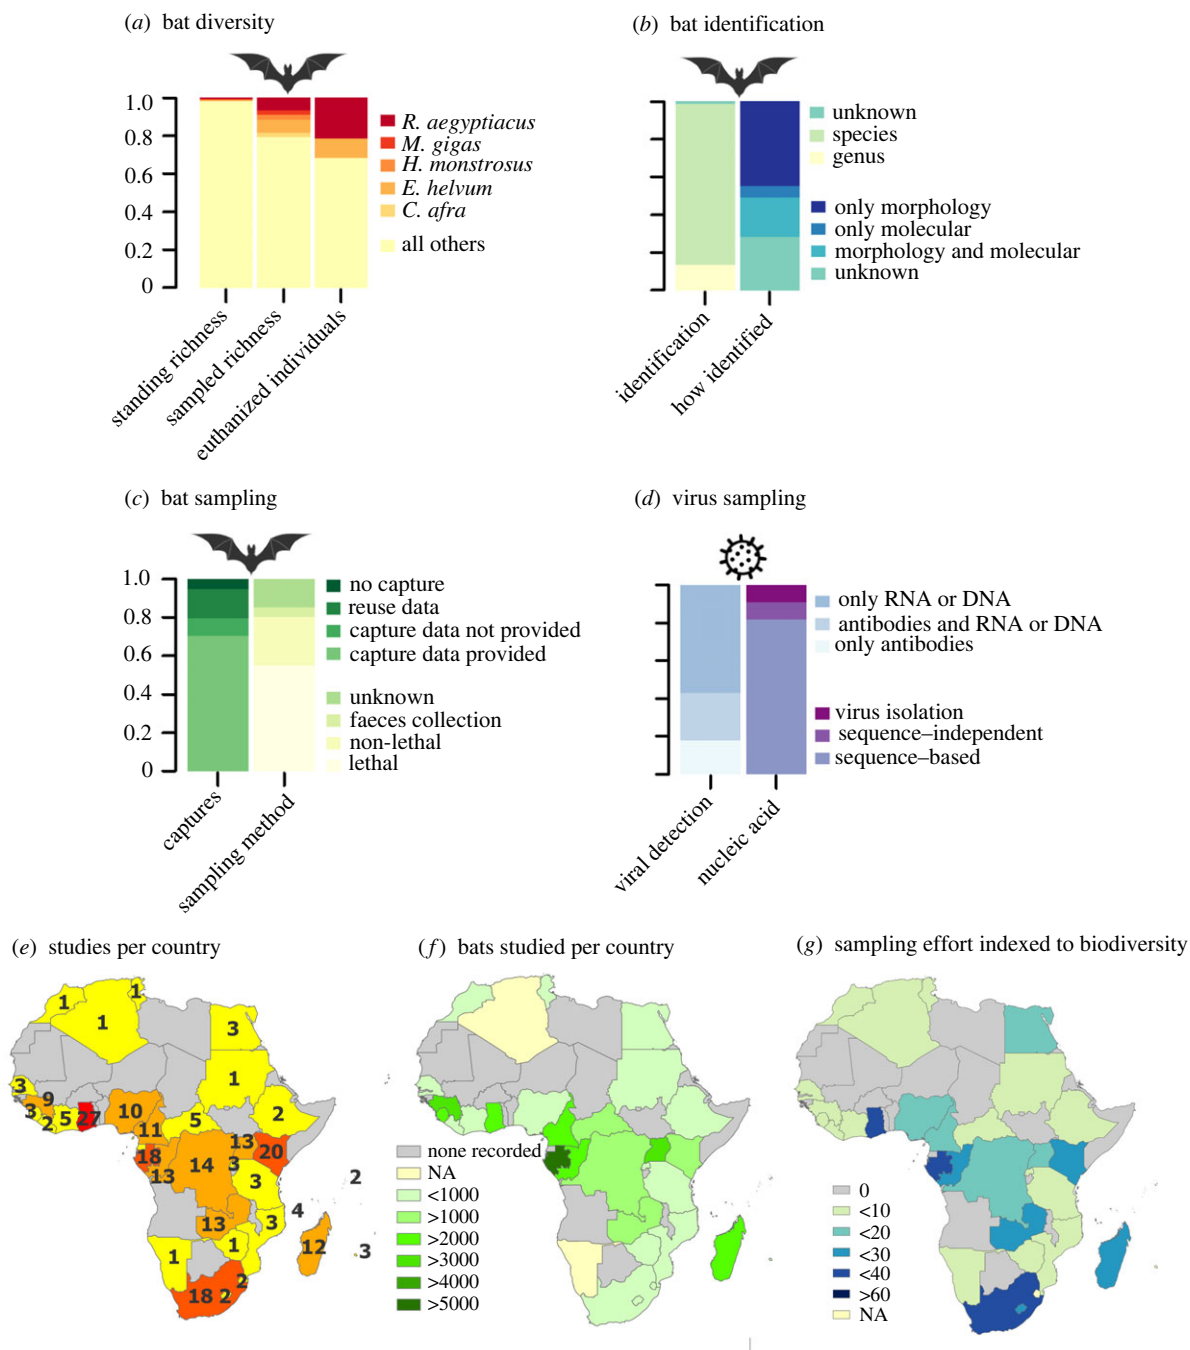 (a) bat diversity
1.0
0.8
0.6
0.4
0.2
0
R. aegyptiacus
M. gigas
H. monstrosus
E. helvum
C. afra
all others
standing richness
sampled richness
euthanized individuals
(b) bat identification
unknown
species
genus
only morphology
only molecular
morphology and molecular
unknown
identification
how identified
(c) bat sampling
1.0
0.8
0.6
0.4
0.2
0
no capture
reuse data
capture data not provided
capture data provided
unknown
faeces collection
non-lethal
lethal
captures
sampling method
(d) virus sampling
only RNA or DNA
antibodies and RNA or DNA
only antibodies
virus isolation
sequence–independent
sequence–based
viral detection
nucleic acid
(e) studies per country
1
1
1
3
3
9
1
3
2
5
27
10
5
2
11
18
13
14
13
20
3
3
2
4
13
3
12
3
1
1
2
18
2
(f) bats studied per country
none recorded
NA
<1000
>1000
>2000
>3000
>4000
>5000
(g) sampling effort indexed to biodiversity
0
<10
<20
<30
<40
>60
NA